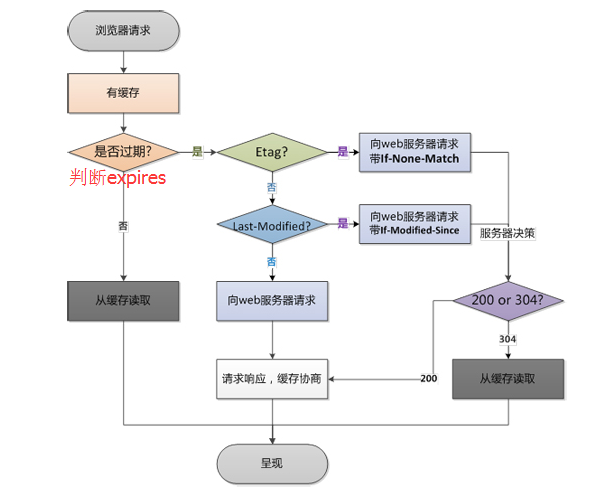 浏览器请求
有缓存
是否过期?
是
Etag?
是
向web服务器请求
带If-None-Match
判断expires
否
否
Last-Modified?
是
向web服务器请求
带If-Modified-Since
服务器决策
否
从缓存读取
向web服务器请求
200 or 304?
304
请求响应，缓存协商
200
从缓存读取
呈现